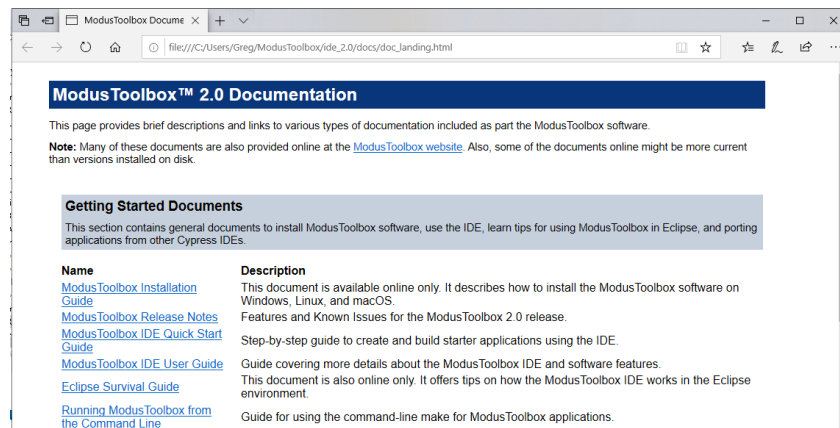 ModusToolbox Docume
file:///C:/Users/Greg/ModusToolbox/ide_2.0/docs/doc_landing.html
ModusToolbox™ 2.0 Documentation
This page provides brief descriptions and links to various types of documentation included as part the ModusToolbox software.
Note: Many of these documents are also provided online at the ModusToolbox website. Also, some of the documents online might be more current
than versions installed on disk.
Getting Started Documents
This section contains general documents to install ModusToolbox software, use the IDE, learn tips for using ModusToolbox in Eclipse, and porting
applications from other Cypress IDEs.
Name Description
ModusToolbox Installation
Guide
This document is available online only. It describes how to install the ModusToolbox software on
Windows, Linux, and macOS.
ModusToolbox Release Notes Features and Known Issues for the ModusToolbox 2.0 release.
ModusToolbox IDE Quick Start
Guide
Step-by-step guide to create and build starter applications using the IDE.
ModusToolbox IDE User Guide Guide covering more details about the ModusToolbox IDE and software features.
Eclipse Survival Guide
This document is also online only. It offers tips on how the ModusToolbox IDE works in the Eclipse
environment.
Running ModusToolbox from
the Command Line
Guide for using the command-line make for ModusToolbox applications.